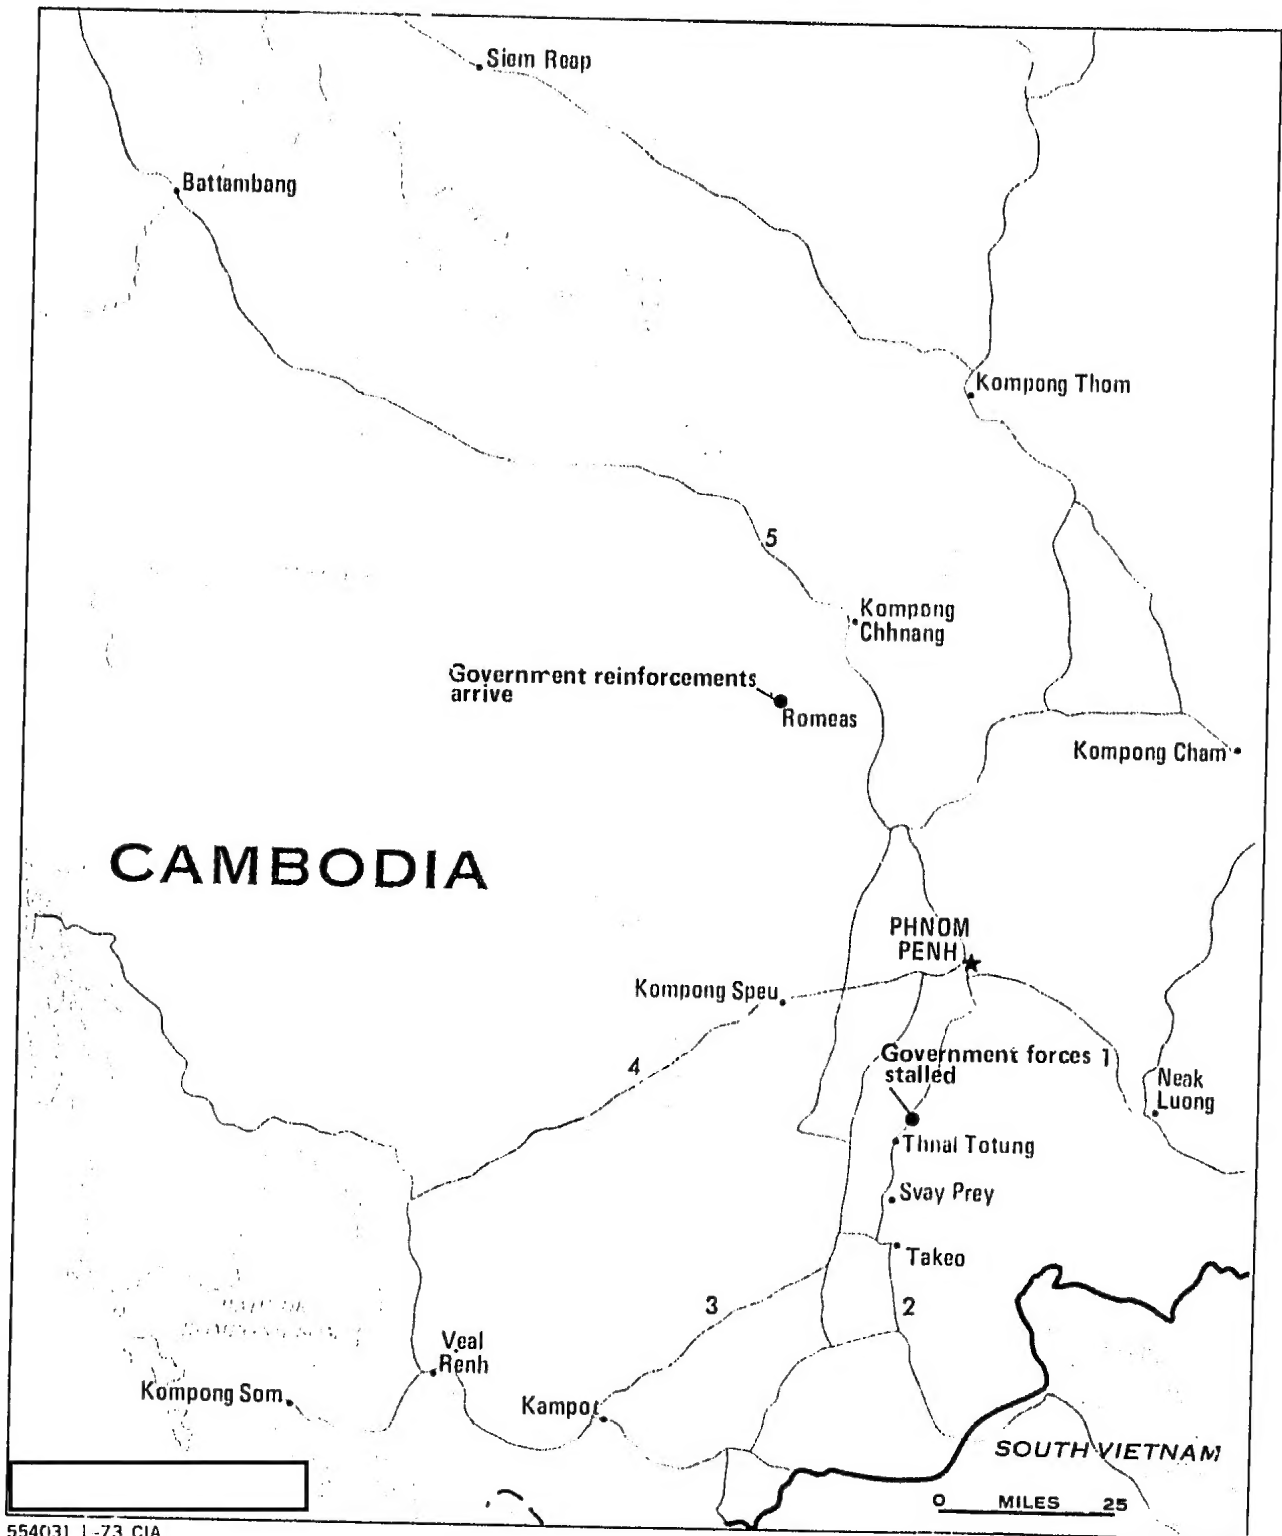 Siem Reap
Battambang
Kompong Thom
5
Kompong
Chhnang
Government reinforcements
arrive
Romeas
Kompong Cham
CAMBODIA
PHNOM
PENH
Kompong Speu
4
Government forces 1
stalled
Neak
Luong
Thnal Totung
Svay Prey
Takeo
3
2
Veal
Renh
Kompong Som
Kampot
SOUTH VIETNAM
0 MILES 25
554031 1-73 CIA